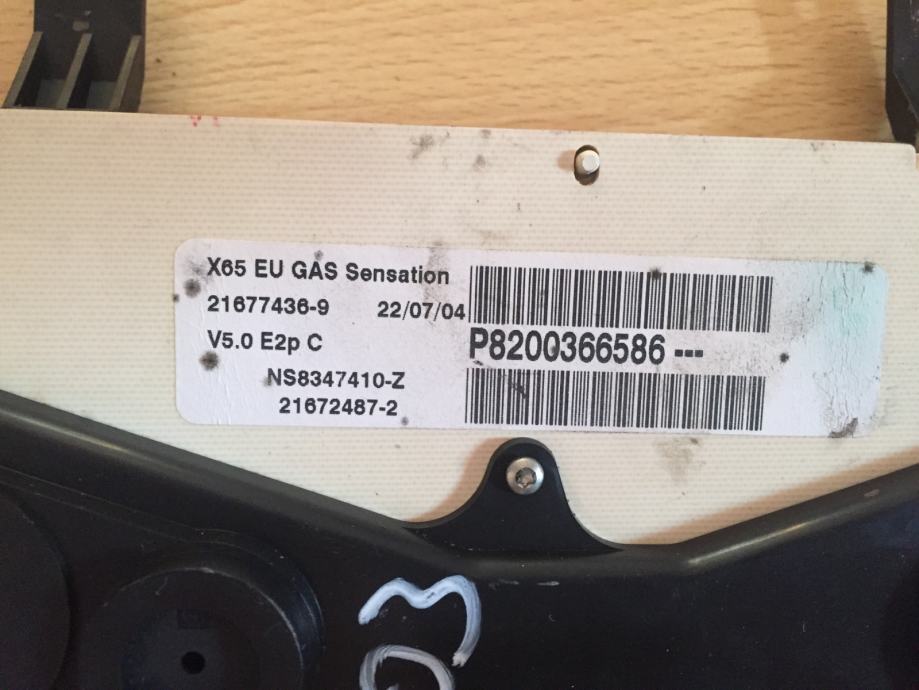 X65 EU GAS Sensation
21677436-9 22/07/04
V5.0 E2p C
P8200366586 ---
NS8347410-Z
21672487-2